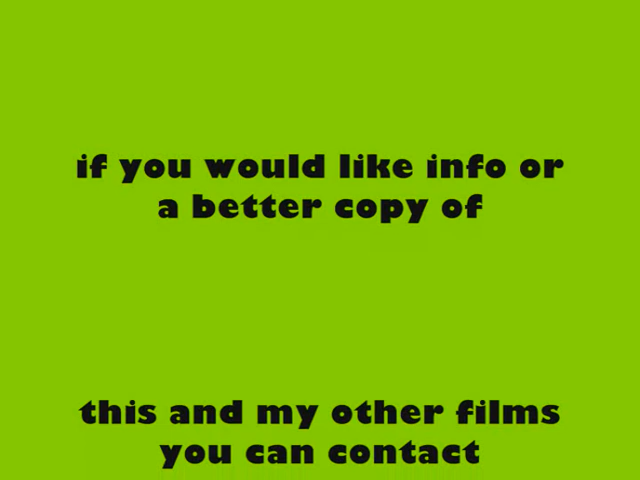 if you would like info or
a better copy of
this and my other films
you can contact